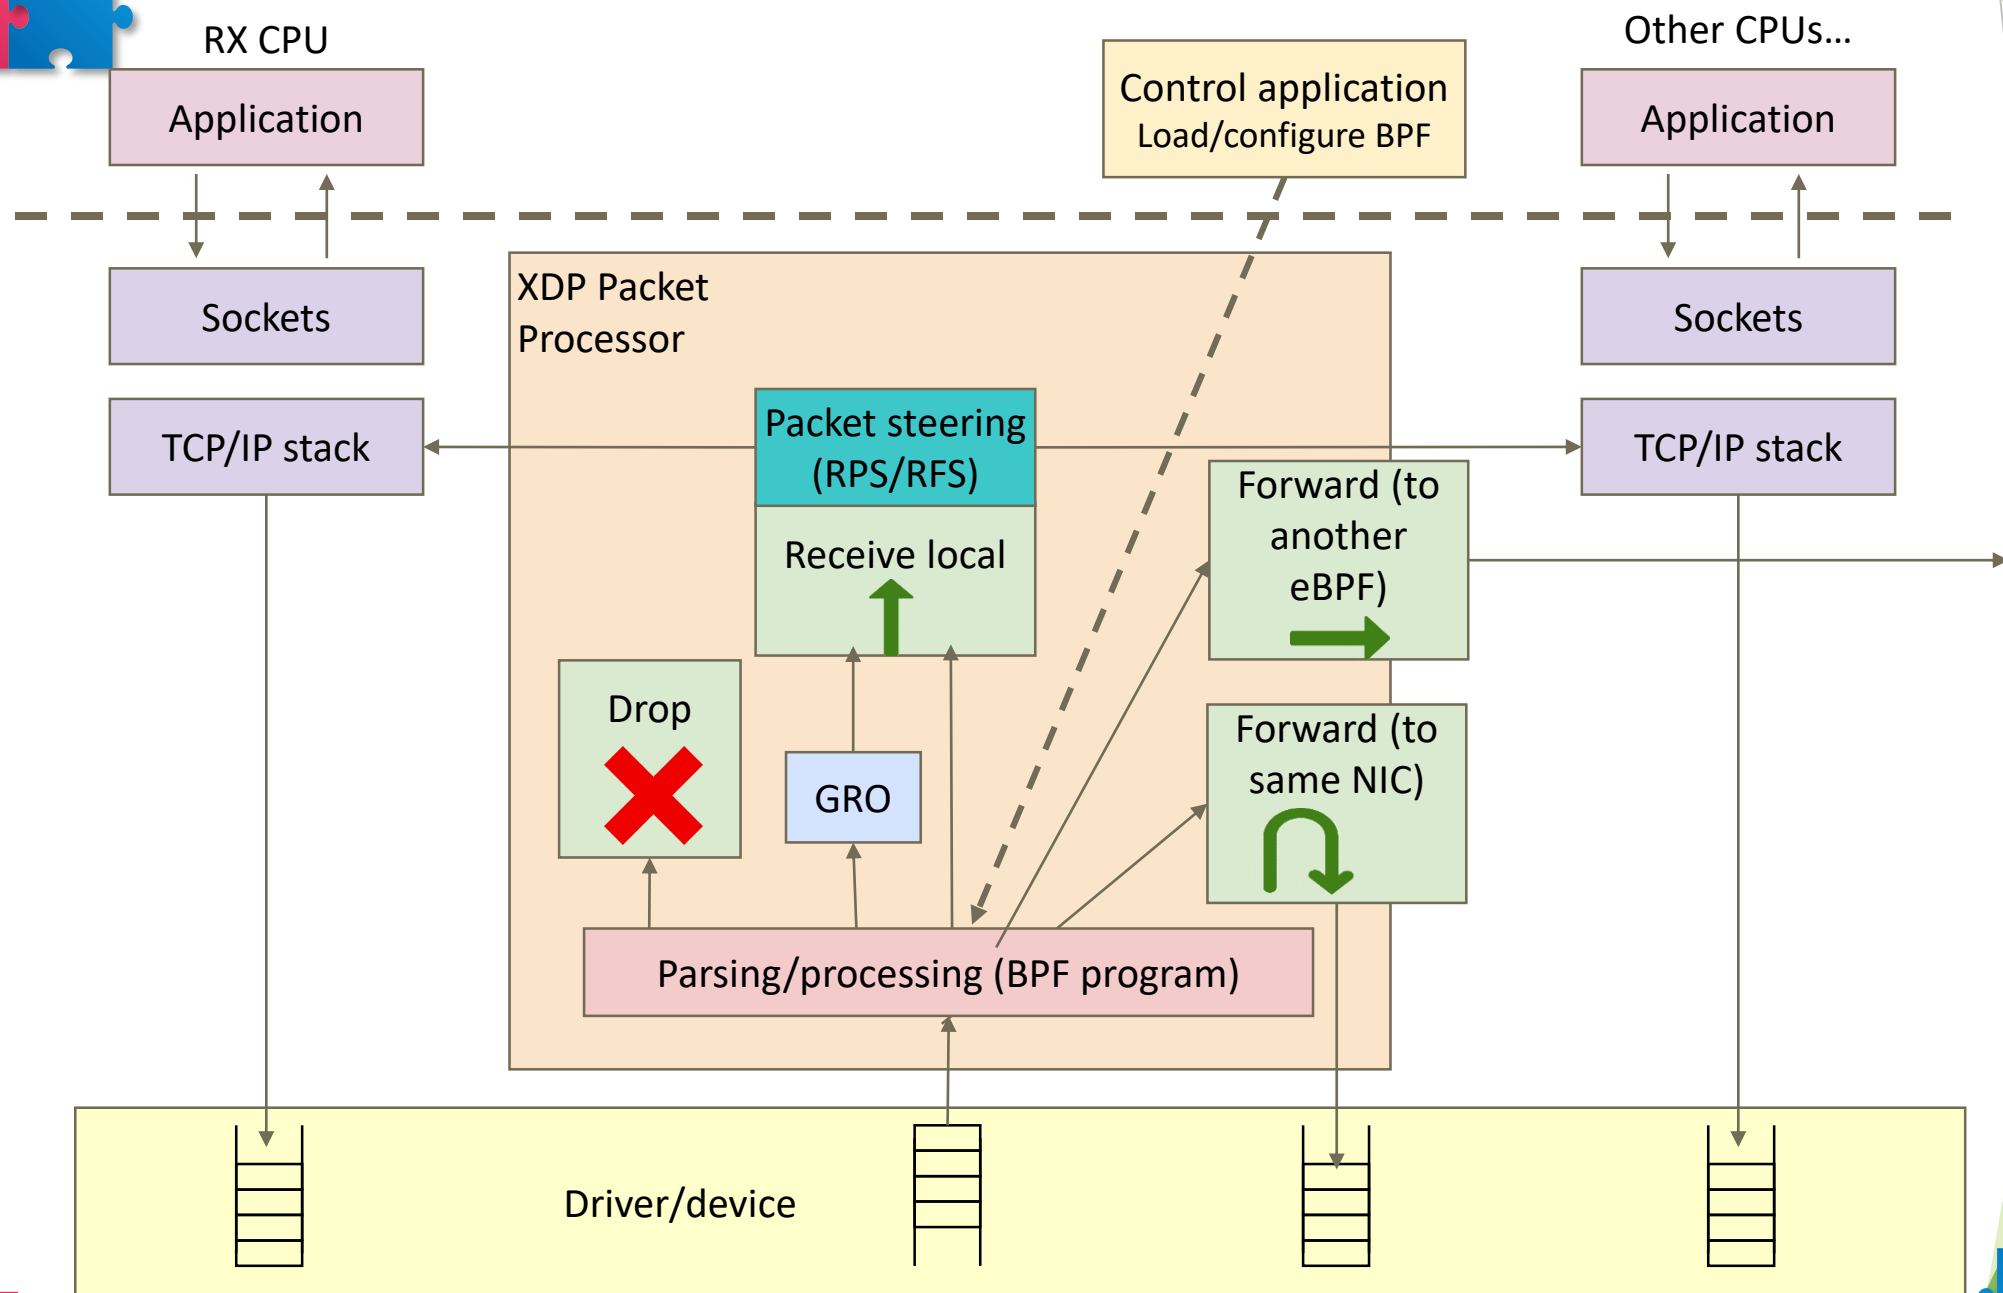 RX CPU
Other CPUs...
Application
Control application
Load/configure BPF
Application
XDP Packet
Processor
Sockets
Sockets
Packet steering
(RPS/RFS)
TCP/IP stack
TCP/IP stack
Forward (to
another
eBPF)
Receive local
Drop
Forward (to
same NIC)
GRO
Parsing/processing (BPF program)
Driver/device